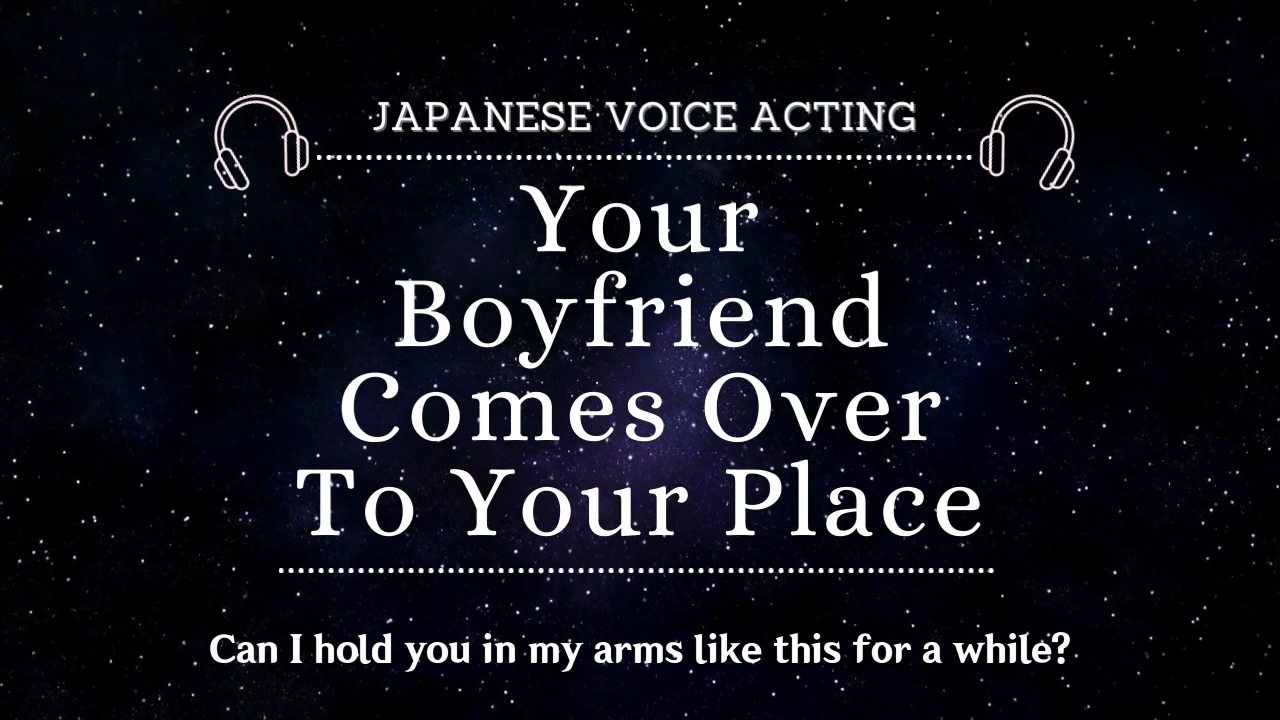 JAPANESE VOICE ACTING
Your
Boyfriend
Comes Over
To Your Place
Can I hold you in my arms like this for a while?